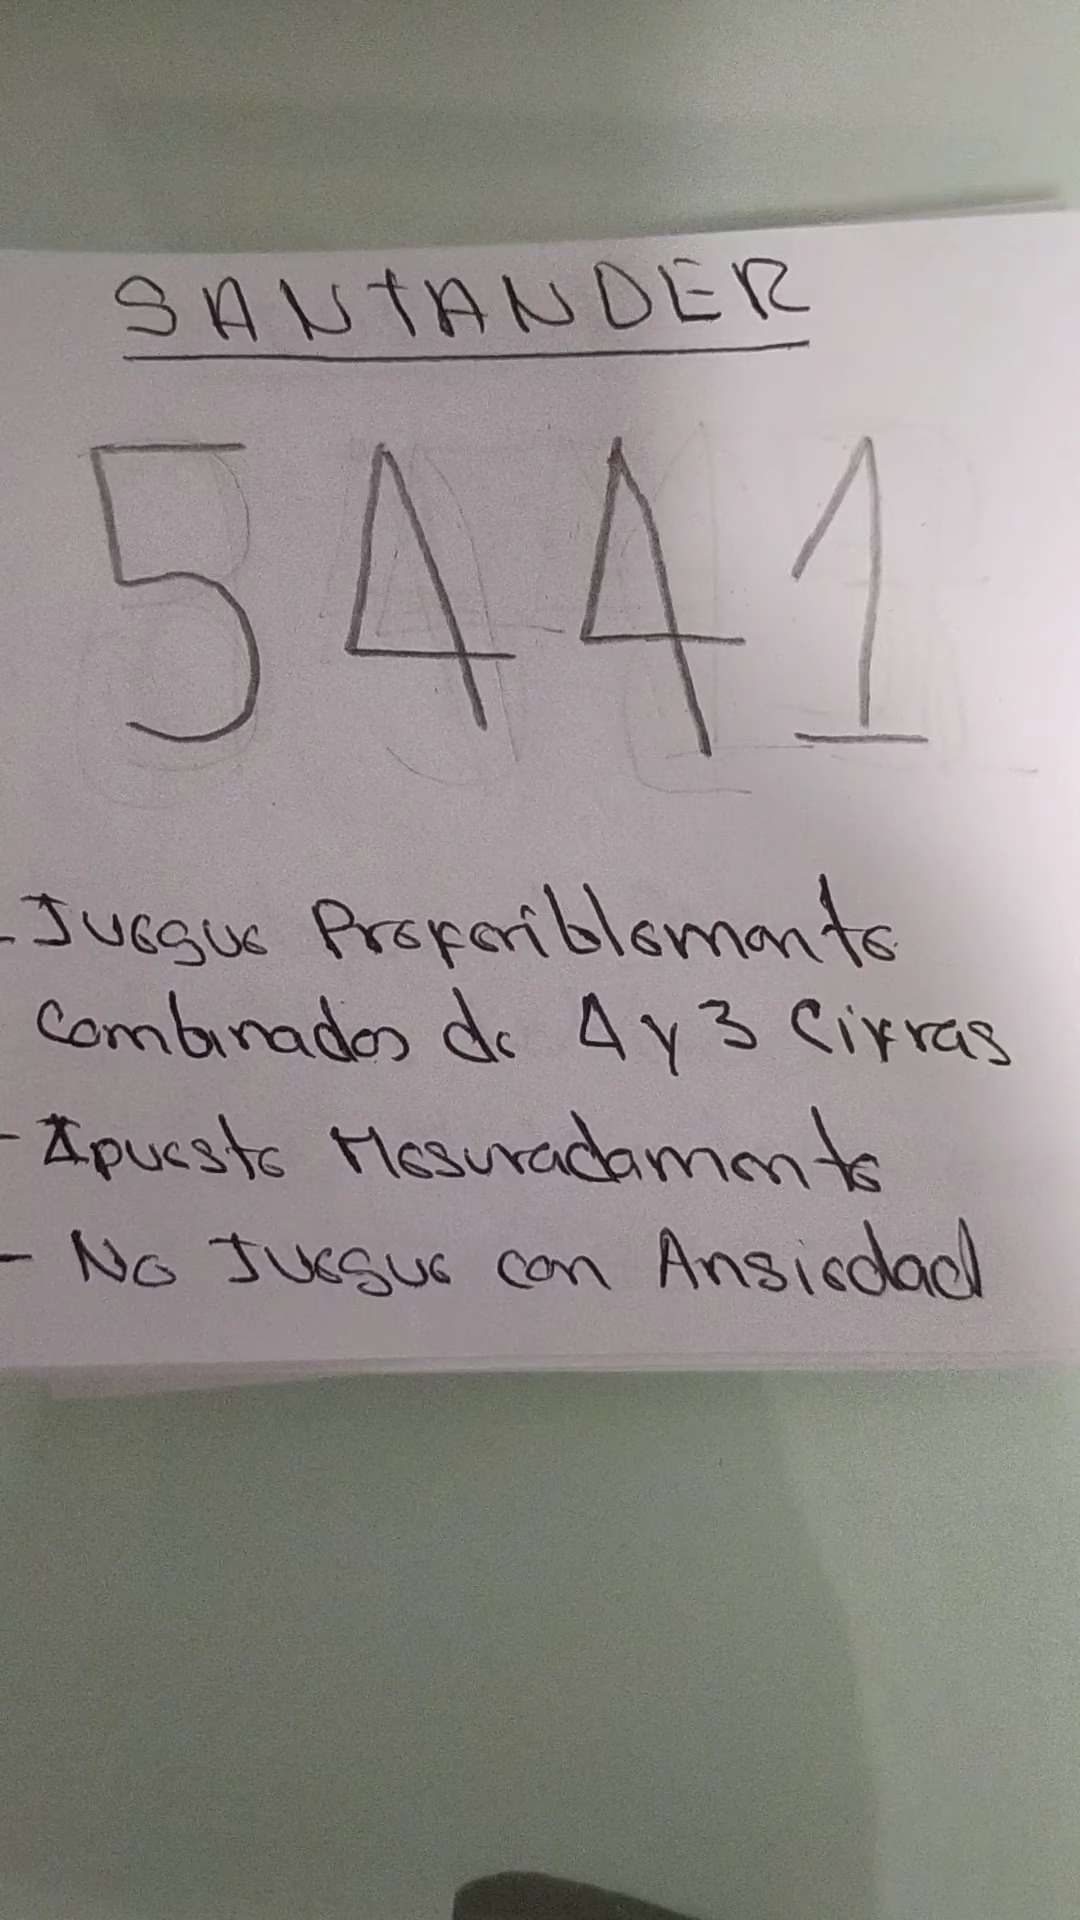 SANTANDER
5441
- Juegue Preferiblemente
Combinados de 4 y 3 Cifras
- Apueste Mesuradamente
- No Juegue con Ansiedad